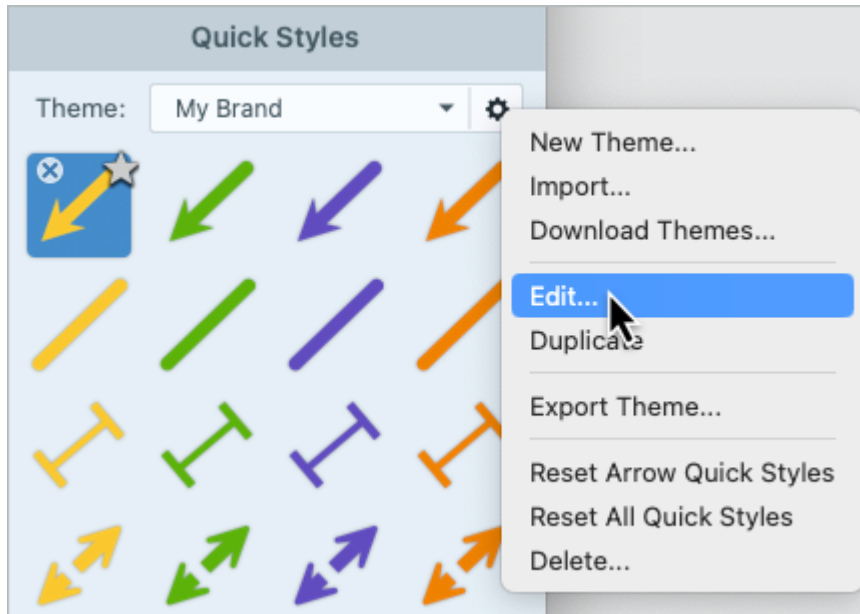 Quick Styles
Theme: My Brand
New Theme...
Import...
Download Themes...
Edit...
Duplicate
Export Theme...
Reset Arrow Quick Styles
Reset All Quick Styles
Delete...